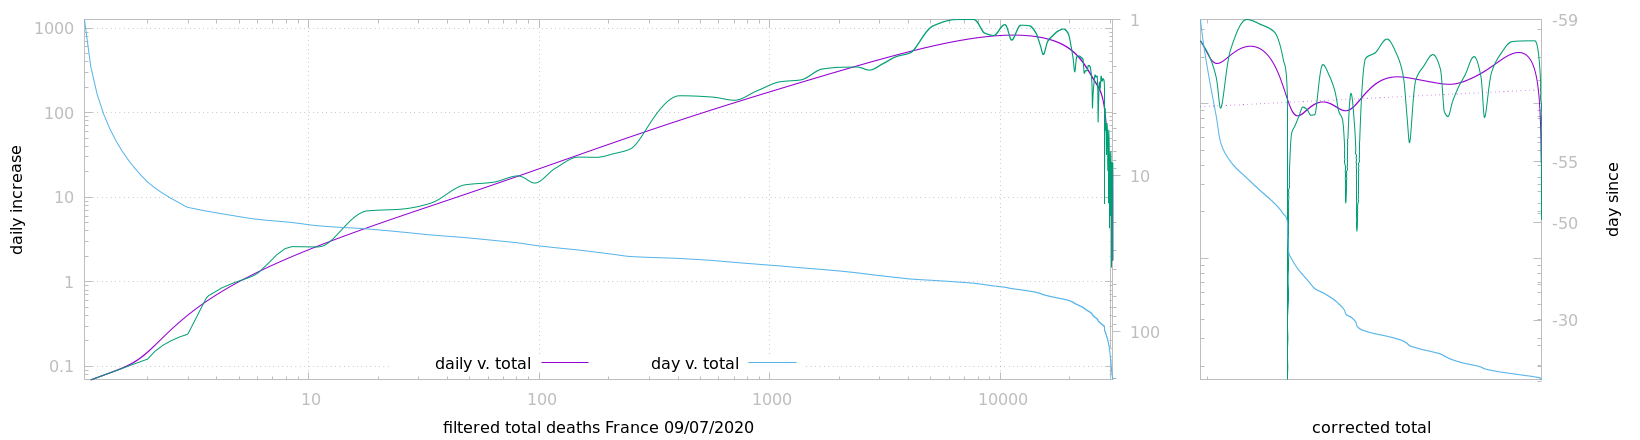 1000
100
10
1
0.1
daily increase
10
100
1000
10000
filtered total deaths France 09/07/2020
daily v. total
day v. total
1
10
100
-59
-55
-50
-30
day since
corrected total